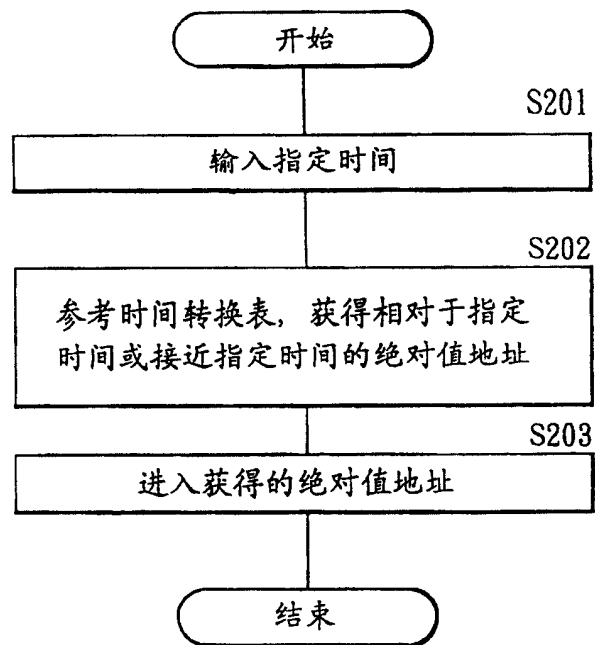 开始
S201
输入指定时间
S202
参考时间转换表, 获得相对于指定
时间或接近指定时间的绝对值地址
S203
进入获得的绝对值地址
结束